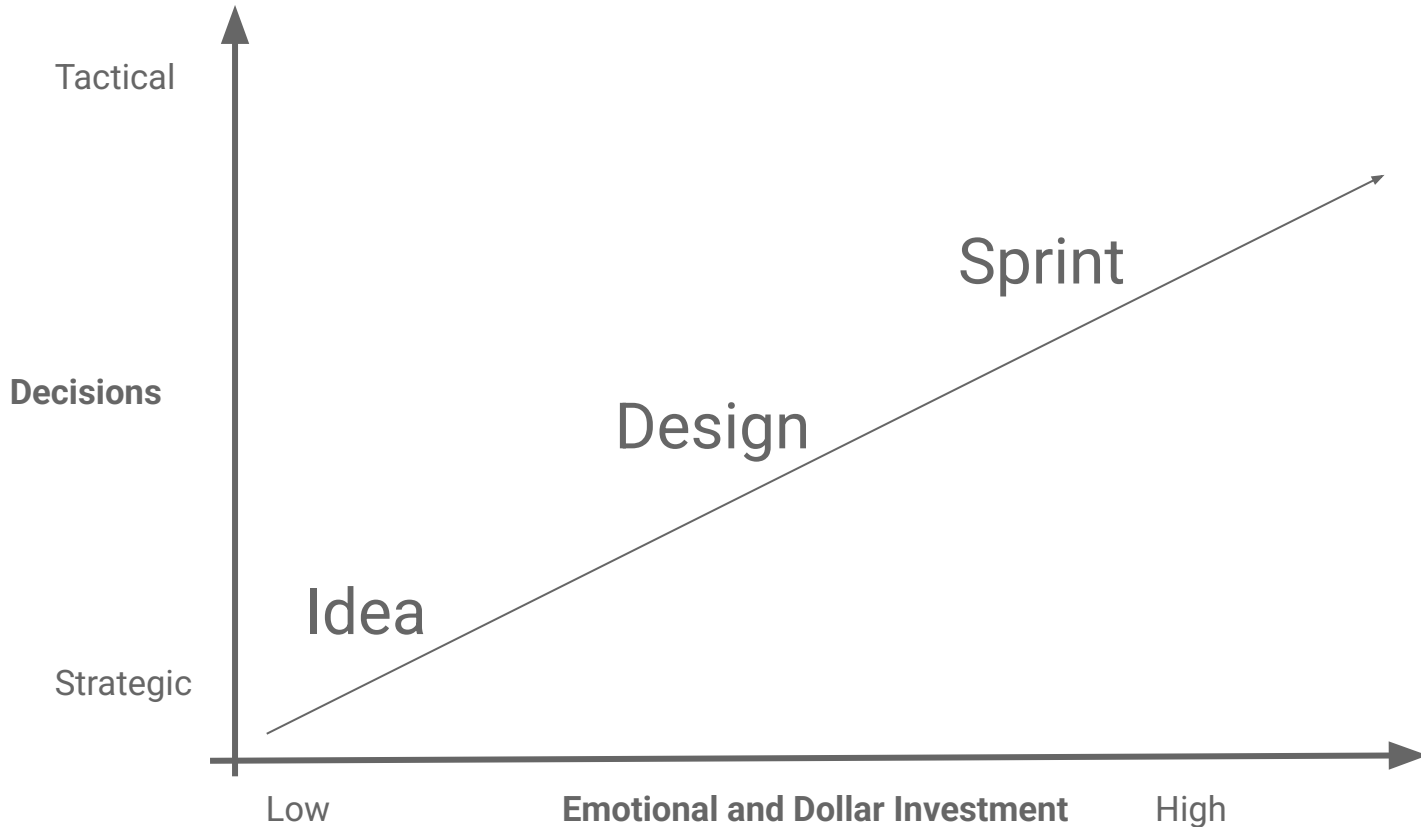 Tactical
Sprint
Decisions
Design
Idea
Strategic
Low
Emotional and Dollar Investment
High